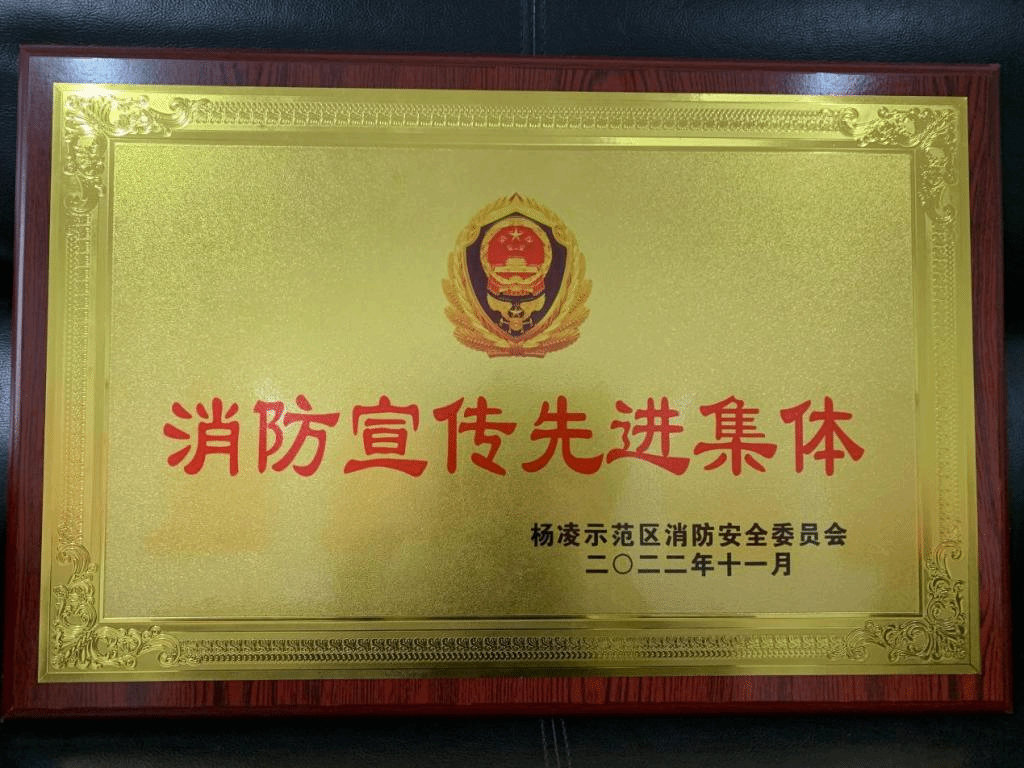 消防宣传先进集体
杨凌示范区消防安全委员会
二〇二二年十一月